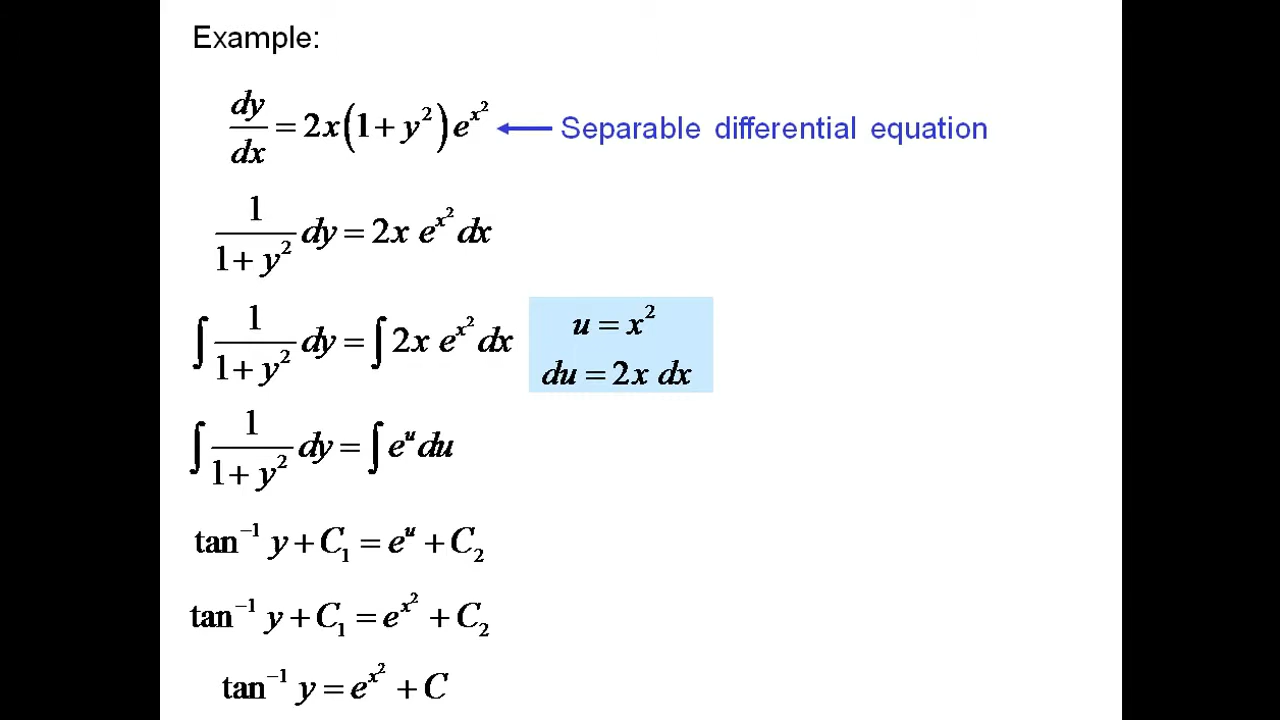 Example:
dy/dx = 2x(1 + y²)e^(x²) ← Separable differential equation
1/(1 + y²) dy = 2x e^(x²) dx
∫ 1/(1 + y²) dy = ∫ 2x e^(x²) dx
u = x²
du = 2x dx
∫ 1/(1 + y²) dy = ∫ e^u du
tan⁻¹ y + C₁ = e^u + C₂
tan⁻¹ y + C₁ = e^(x²) + C₂
tan⁻¹ y = e^(x²) + C